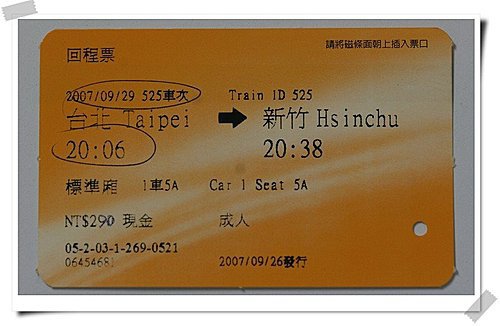 回程票
請將磁條面朝上插入票口
2007/09/29 525車次 Train ID 525
台北 Taipei → 新竹 Hsinchu
20:06 20:38
標準廂 1車5A Car 1 Seat 5A
NT$290 現金 成人
05-2-03-1-269-0521
06454681 2007/09/26發行